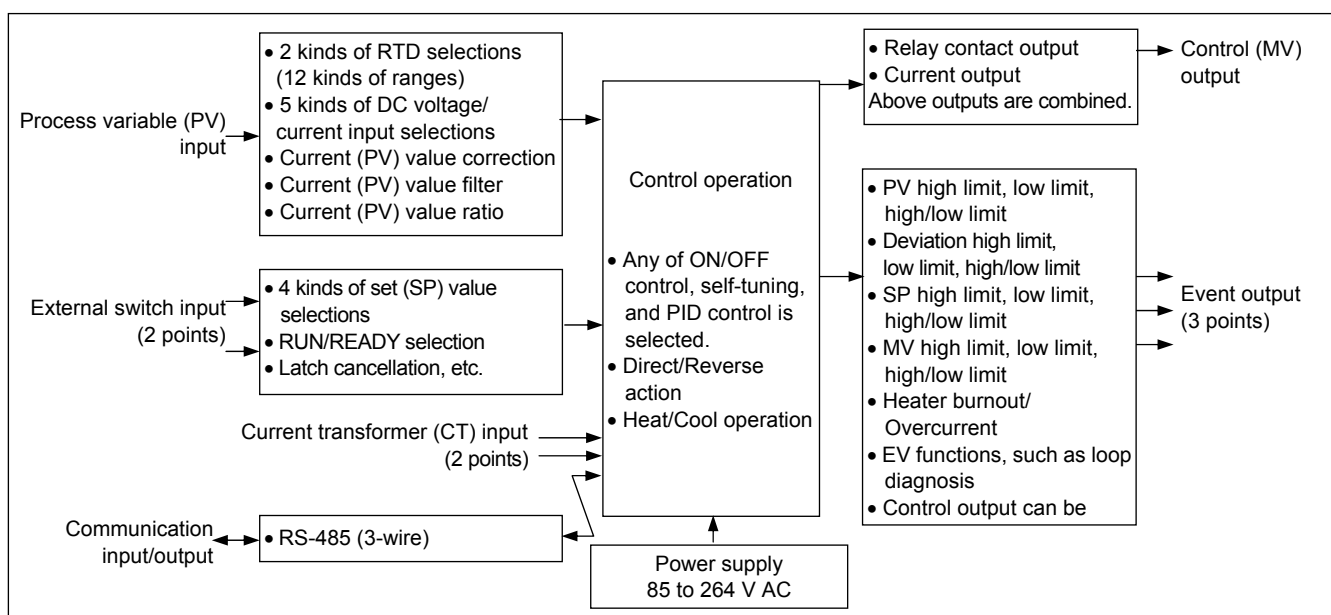 Process variable (PV)
input
• 2 kinds of RTD selections
(12 kinds of ranges)
• 5 kinds of DC voltage/
current input selections
• Current (PV) value correction
• Current (PV) value filter
• Current (PV) value ratio
External switch input
(2 points)
• 4 kinds of set (SP) value
selections
• RUN/READY selection
• Latch cancellation, etc.
Current transformer (CT) input
(2 points)
Communication
input/output
• RS-485 (3-wire)
Control operation
• Any of ON/OFF
control, self-tuning,
and PID control is
selected.
• Direct/Reverse
action
• Heat/Cool operation
Power supply
85 to 264 V AC
• Relay contact output
• Current output
Above outputs are combined.
Control (MV)
output
• PV high limit, low limit,
high/low limit
• Deviation high limit,
low limit, high/low limit
• SP high limit, low limit,
high/low limit
• MV high limit, low limit,
high/low limit
• Heater burnout/
Overcurrent
• EV functions, such as loop
diagnosis
• Control output can be
Event output
(3 points)